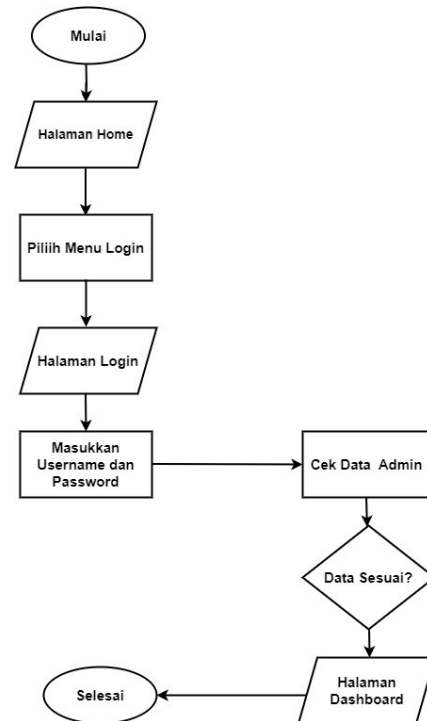 Mulai
Halaman Home
Piliih Menu Login
Halaman Login
Masukkan
Username dan
Password
Cek Data Admin
Data Sesuai?
Halaman
Dashboard
Selesai